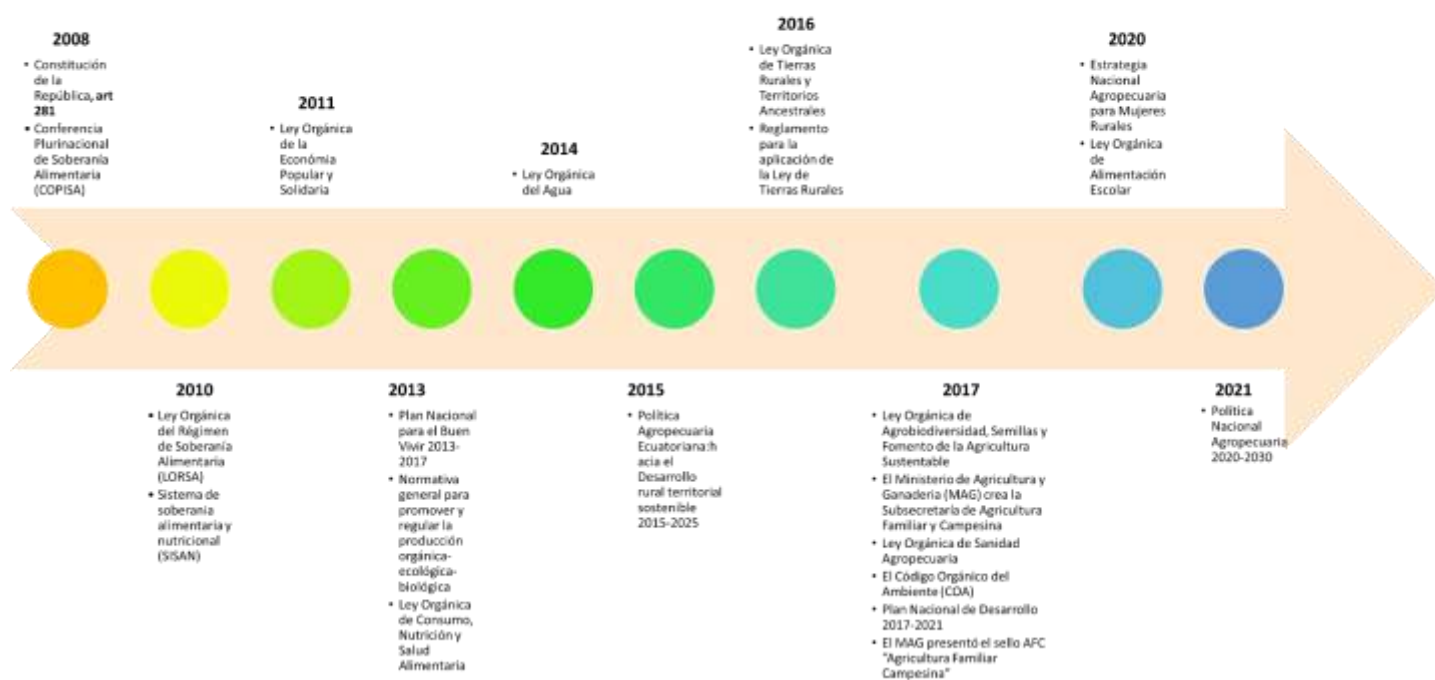 2008
• Constitución
de la
República, art
281
• Conferencia
Plurinacional
de Soberanía
Alimentaria
(COPISA)
2010
• Ley Orgánica
del Régimen
de Soberanía
Alimentaria
(LORSA)
• Sistema de
soberania
alimentaria y
nutricional
(SISAN)
2011
• Ley Orgánica
de la
Económia
Popular y
Solidaria
2013
• Plan Nacional
para el Buen
Vivir 2013-
2017
• Normativa
general para
promover y
regular la
producción
orgánica-
ecológica-
biológica
• Ley Orgánica
de Consumo,
Nutrición y
Salud
Alimentaria
2014
• Ley Orgánica
del Agua
2015
• Política
Agropecuaria
Ecuatoriana:h
acia el
Desarrollo
rural territorial
sostenible
2015-2025
2016
• Ley Orgánica
de Tierras
Rurales y
Territorios
Ancestrales
• Reglamento
para la
aplicación de
la Ley de
Tierras Rurales
2017
• Ley Orgánica de
Agrobiodiversidad, Semillas y
Fomento de la Agricultura
Sustentable
• El Ministerio de Agricultura y
Ganadería (MAG) crea la
Subsecretaría de Agricultura
Familiar y Campesina
• Ley Orgánica de Sanidad
Agropecuaria
• El Código Orgánico del
Ambiente (COA)
• Plan Nacional de Desarrollo
2017-2021
• El MAG presentó el sello AFC
"Agricultura Familiar
Campesina"
2020
• Estrategia
Nacional
Agropecuaria
para Mujeres
Rurales
• Ley Orgánica
de
Alimentación
Escolar
2021
• Política
Nacional
Agropecuaria
2020-2030